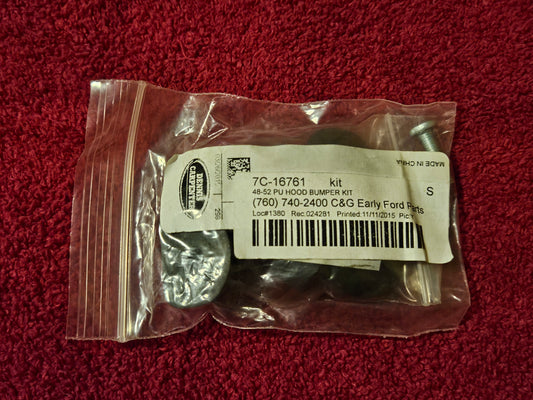 DENNIS
CARPENTER
7C-16761 kit
48-52 PU HOOD BUMPER KIT
(760) 740-2400 C&G Early Ford Parts
Loc#1380 Rec.024281 Printed:11/11/2015
S
MADE IN CHINA